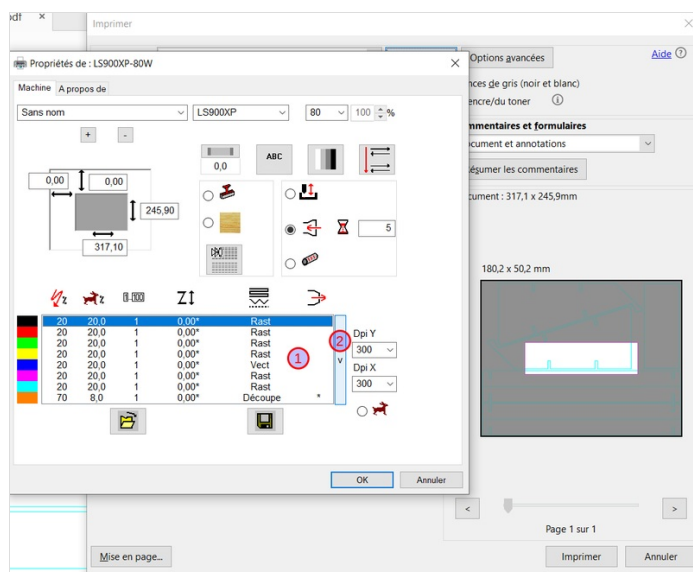 odf ×
Imprimer
Propriétés de : LS900XP-80W
Options avancées
Aide
Machine A propos de
nces de gris (noir et blanc)
encre/du toner
Sans nom LS900XP 80 100 %
mmentaires et formulaires
+ -
ocument et annotations
0,0 ABC
ésumer les commentaires
0,00 0,00
cument : 317,1 x 245,9mm
245,90
5
317,10
180,2 x 50,2 mm
% % 1-100 Z
20 20,0 1 0,00* Rast
20 20,0 1 0,00* Rast
20 20,0 1 0,00* Rast
20 20,0 1 0,00* Rast
20 20,0 1 0,00* Vect
20 20,0 1 0,00* Rast
20 20,0 1 0,00* Rast
70 8,0 1 0,00* Découpe *
1
2
v
Dpi Y
300
Dpi X
300
OK Annuler
< >
Page 1 sur 1
Mise en page... Imprimer Annuler